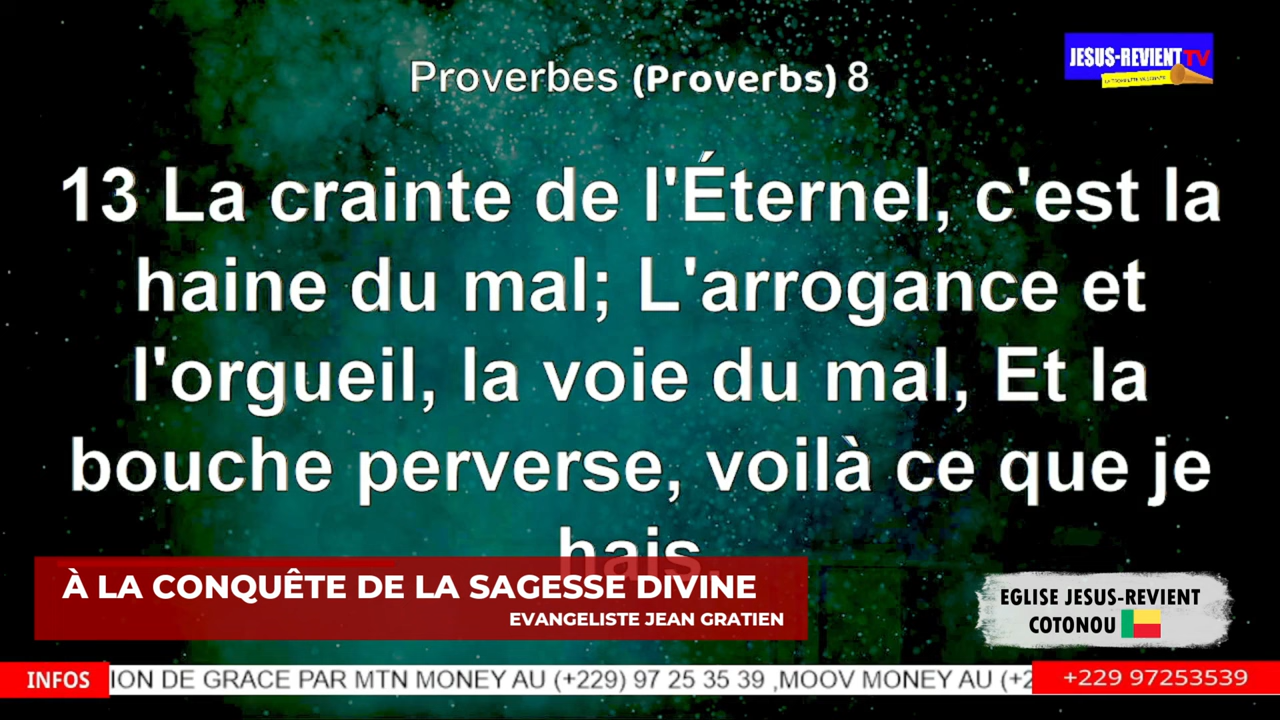 Proverbes (Proverbs) 8
JESUS-REVIENT TV
13 La crainte de l'Éternel, c'est la
haine du mal; L'arrogance et
l'orgueil, la voie du mal, Et la
bouche perverse, voilà ce que je
hais.
À LA CONQUÊTE DE LA SAGESSE DIVINE
EVANGELISTE JEAN GRATIEN
EGLISE JESUS-REVIENT
COTONOU
INFOS ION DE GRACE PAR MTN MONEY AU (+229) 97 25 35 39 ,MOOV MONEY AU (+2 +229 97253539